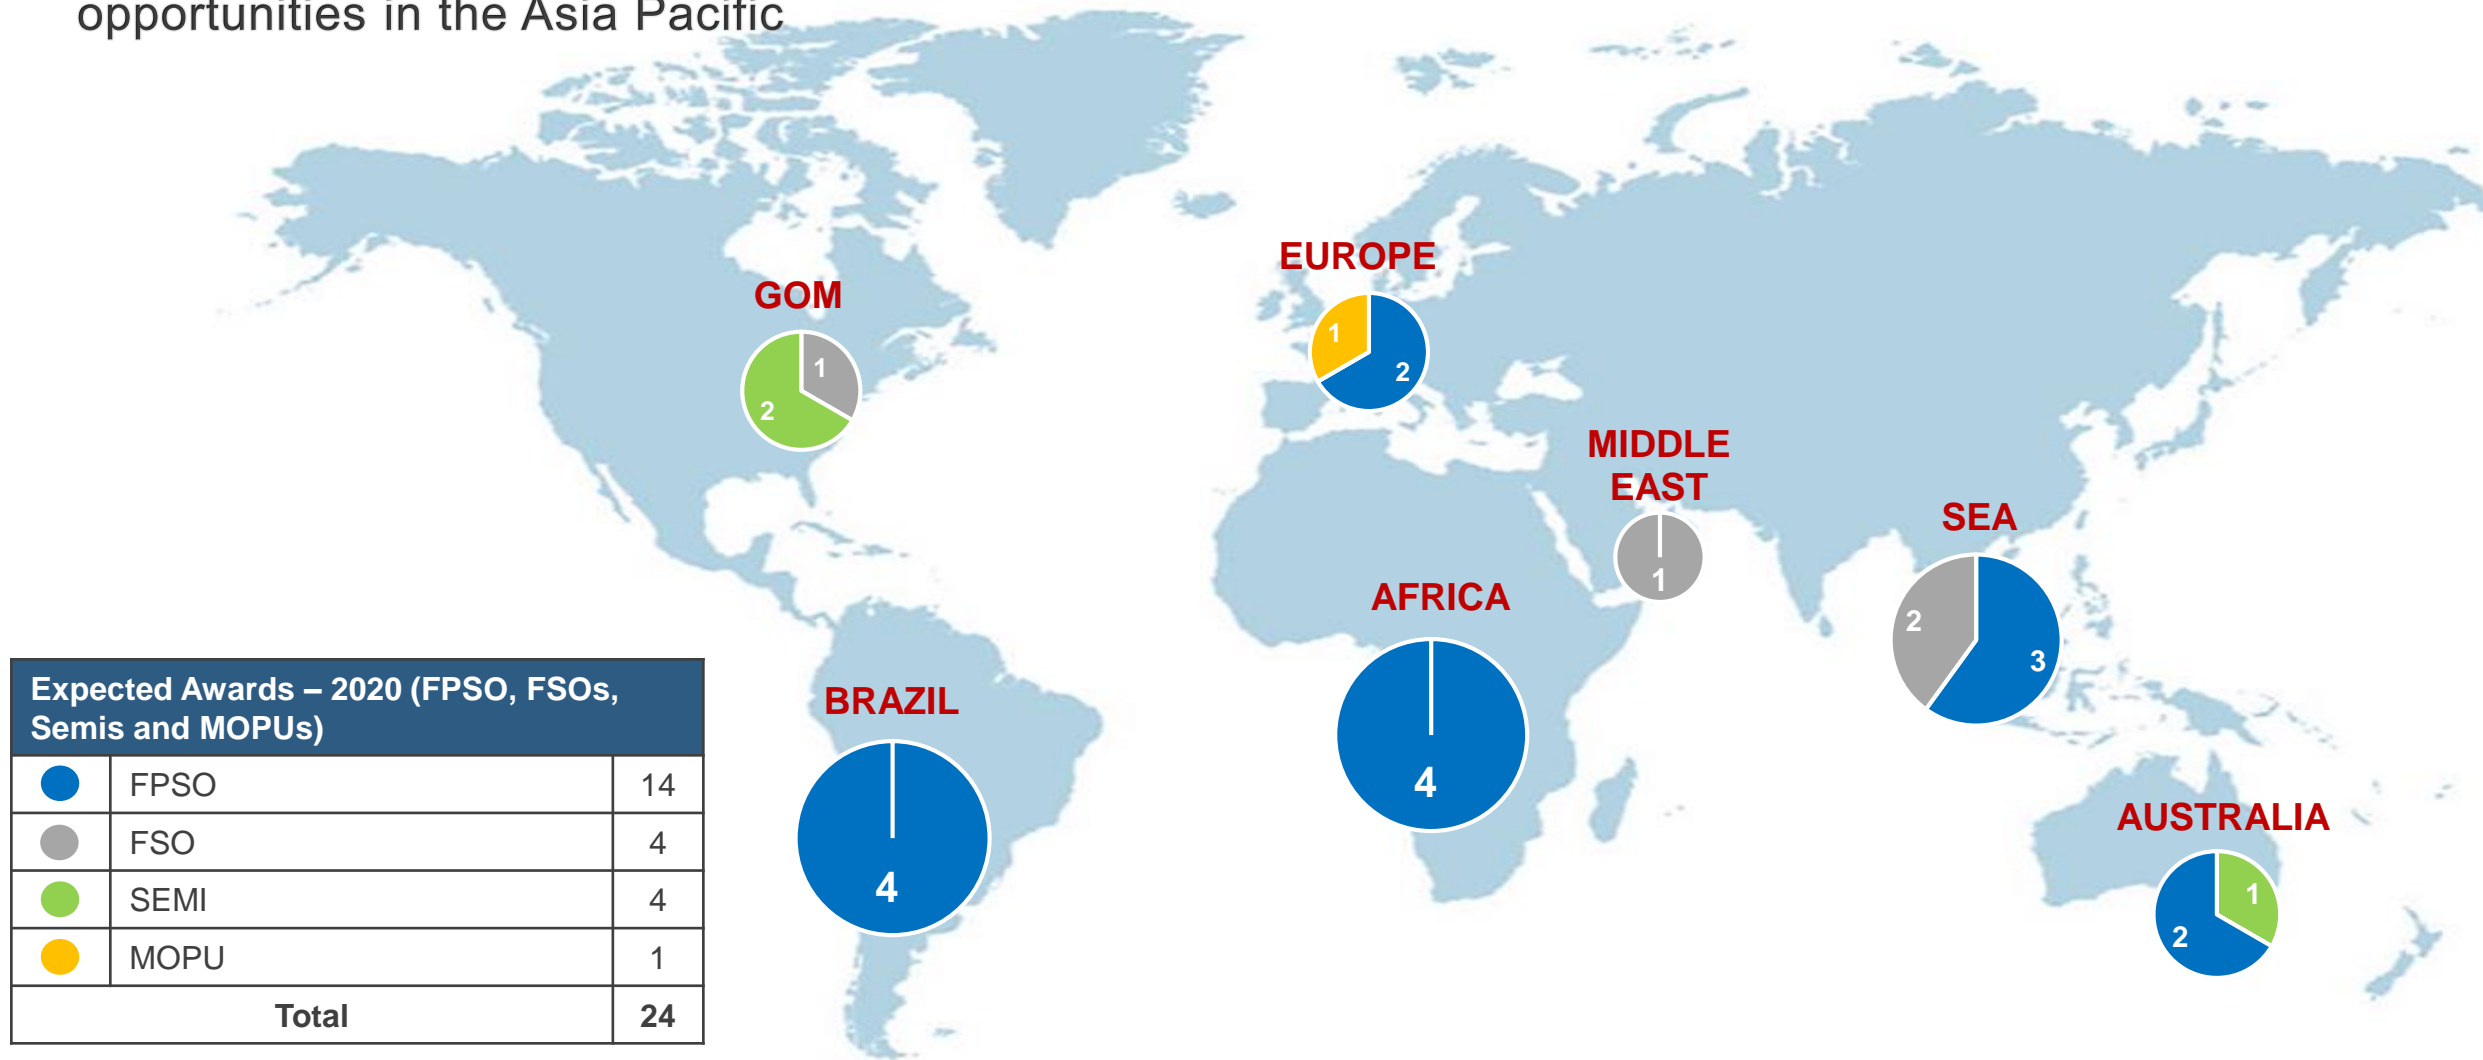 opportunities in the Asia Pacific
EUROPE
1
2
GOM
1
2
MIDDLE
EAST
1
SEA
2
3
AFRICA
4
BRAZIL
4
AUSTRALIA
1
2
Expected Awards – 2020 (FPSO, FSOs,
Semis and MOPUs)
FPSO 14
FSO 4
SEMI 4
MOPU 1
Total 24